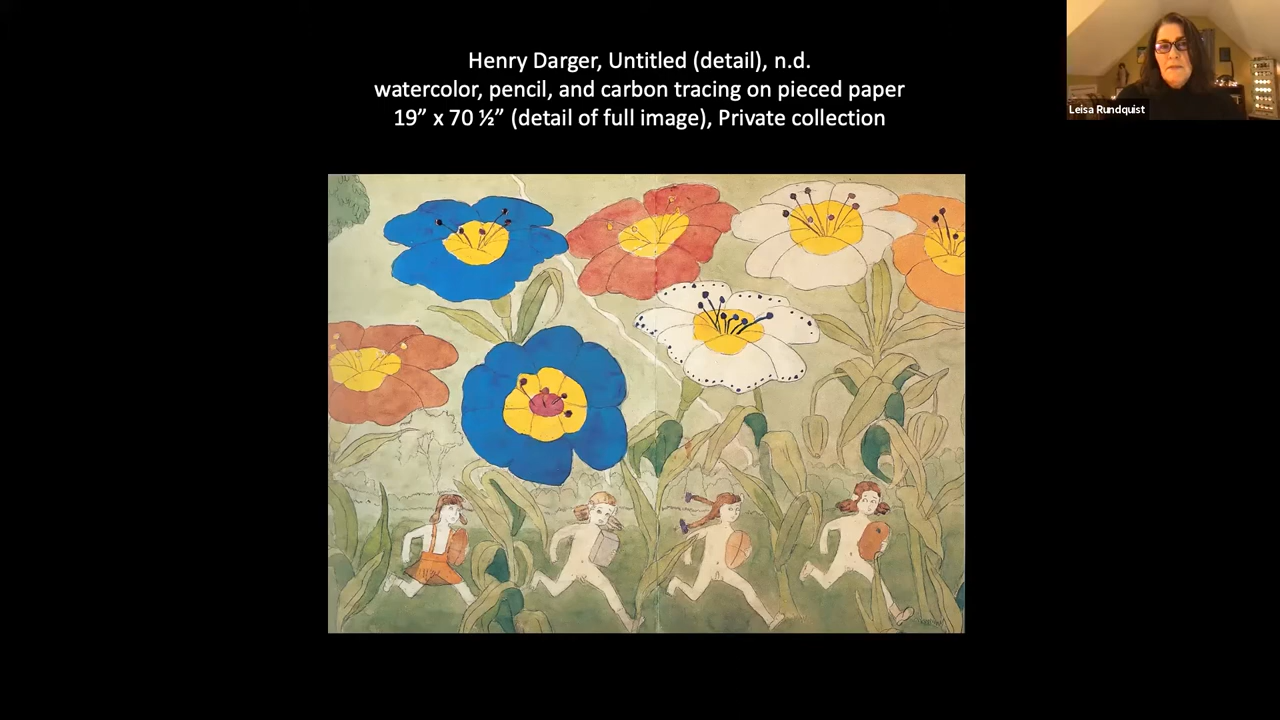 Henry Darger, Untitled (detail), n.d.
watercolor, pencil, and carbon tracing on pieced paper
19” x 70 ½” (detail of full image), Private collection
Leisa Rundquist